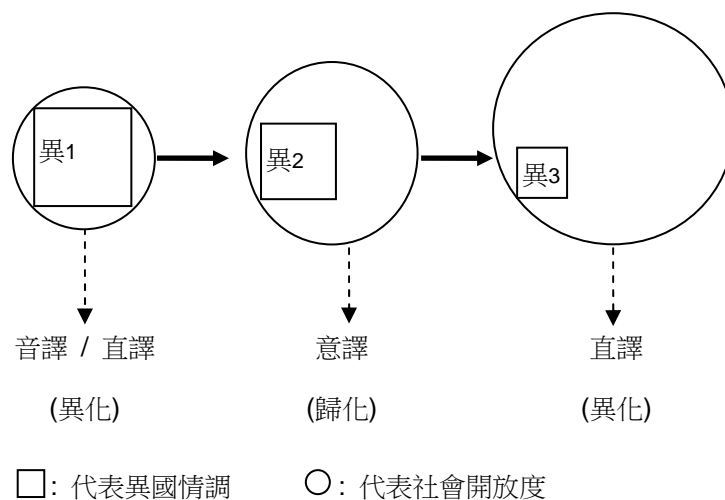 異1 異2 異3
音譯 / 直譯 意譯 直譯
(異化) (歸化) (異化)
: 代表異國情調 : 代表社會開放度